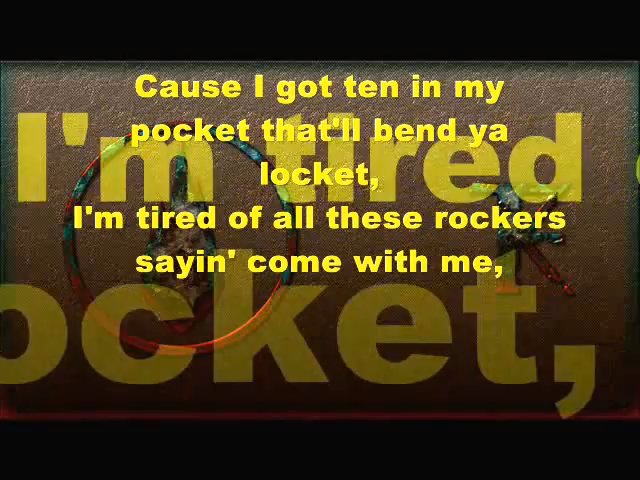 Cause I got ten in my
pocket that'll bend ya
locket,
I'm tired of all these rockers
sayin' come with me,
I'm tired
ocket,